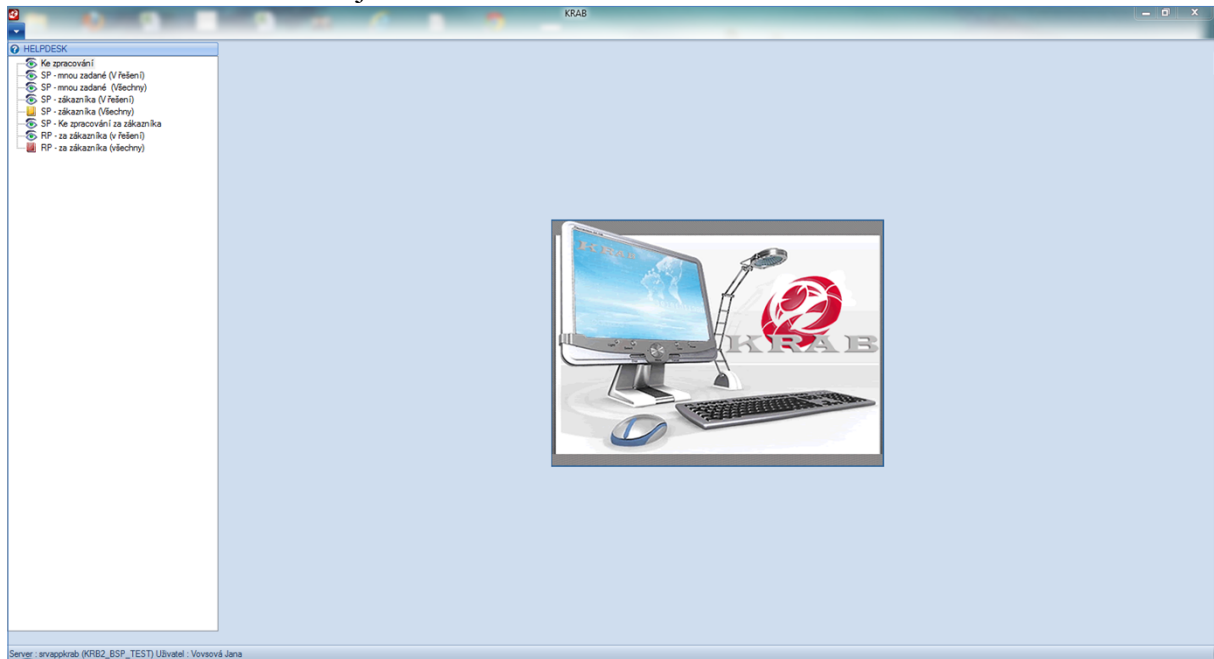 KRAB
HELPDESK
Ke zpracování
SP - mnou zadané (V řešení)
SP - mnou zadané (Všechny)
SP - zákazníka (V řešení)
SP - zákazníka (Všechny)
SP - Ke zpracování za zákazníka
RP - za zákazníka (v řešení)
RP - za zákazníka (všechny)
KRAB
KRAB
Server : srvappkrab (KRB2_BSP_TEST) Uživatel : Vovsová Jana